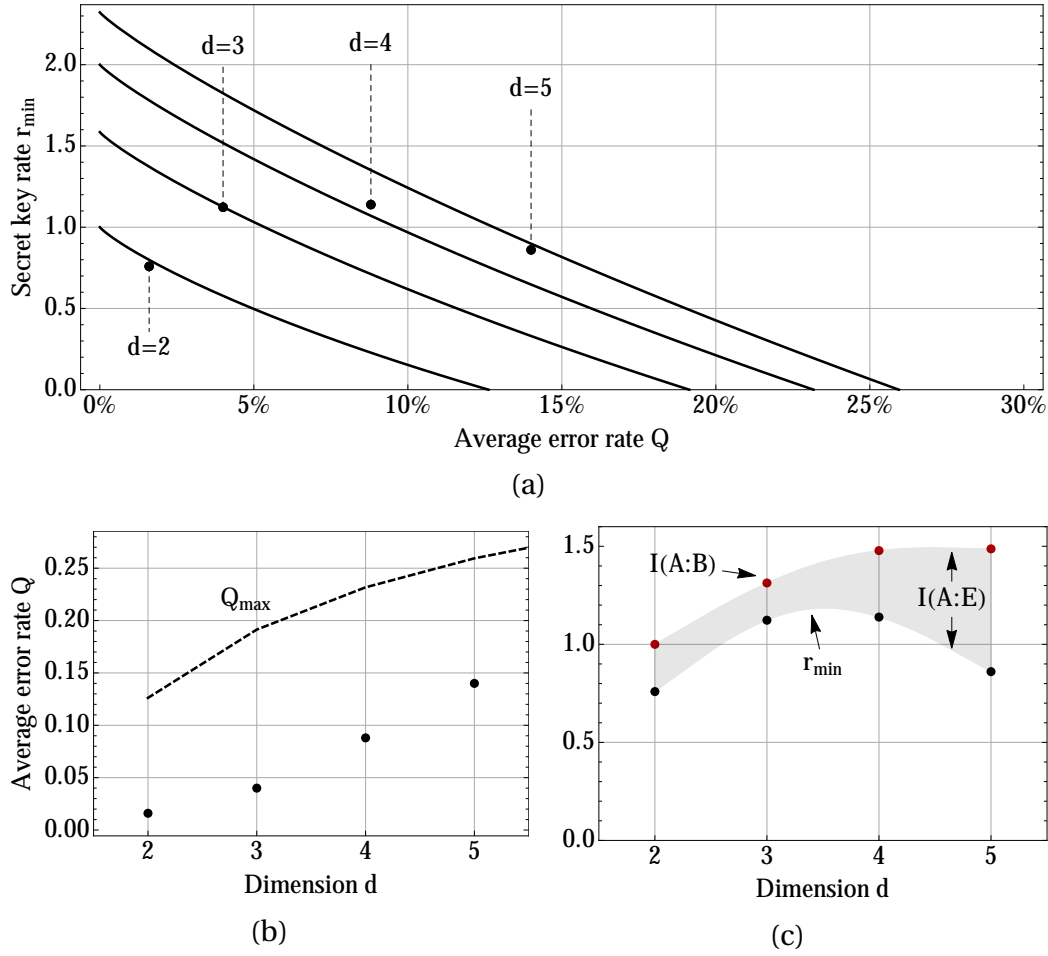 Secret key rate r_min
2.0
1.5
1.0
0.5
0.0
d=3
d=4
d=5
d=2
0%
5%
10%
15%
20%
25%
30%
Average error rate Q
(a)
Average error rate Q
0.25
0.20
0.15
0.10
0.05
0.00
Q_max
2
3
4
5
Dimension d
(b)
1.5
1.0
0.5
0.0
I(A:B)
I(A:E)
r_min
2
3
4
5
Dimension d
(c)